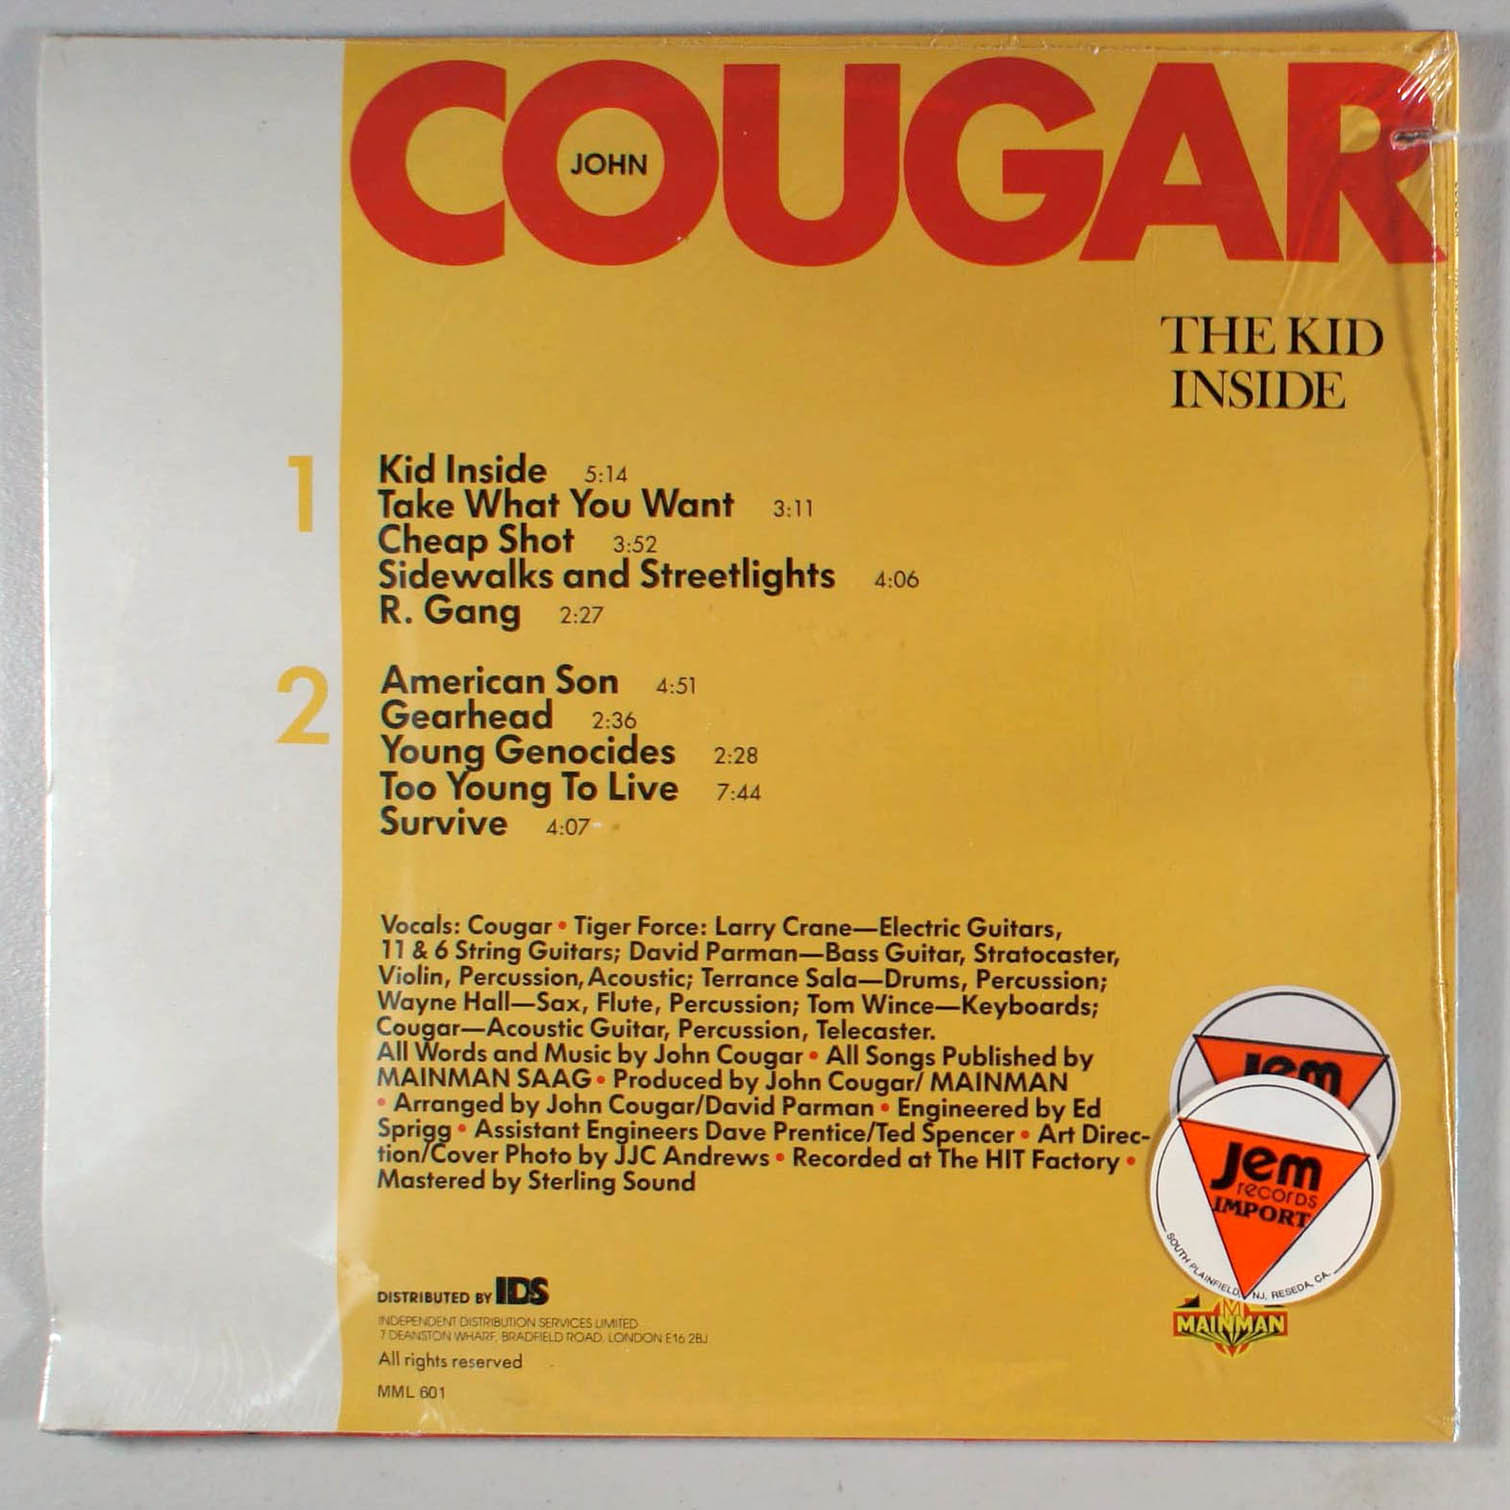 COUGAR
JOHN
THE KID
INSIDE
1
Kid Inside 5:14
Take What You Want 3:11
Cheap Shot 3:52
Sidewalks and Streetlights 4:06
R. Gang 2:27
2
American Son 4:51
Gearhead 2:36
Young Genocides 2:28
Too Young To Live 7:44
Survive 4:07
Vocals: Cougar • Tiger Force: Larry Crane—Electric Guitars,
11 & 6 String Guitars; David Parman—Bass Guitar, Stratocaster,
Violin, Percussion, Acoustic; Terrance Sala—Drums, Percussion;
Wayne Hall—Sax, Flute, Percussion; Tom Wince—Keyboards;
Cougar—Acoustic Guitar, Percussion, Telecaster.
All Words and Music by John Cougar • All Songs Published by
MAINMAN SAAG • Produced by John Cougar/ MAINMAN
• Arranged by John Cougar/David Parman • Engineered by Ed
Sprigg • Assistant Engineers Dave Prentice/Ted Spencer • Art Direc-
tion/Cover Photo by JJC Andrews • Recorded at The HIT Factory •
Mastered by Sterling Sound
Jem
Jem
records
IMPORT
SOUTH PLAINFIELD, NJ. RESEDA, CA.
M
MAINMAN
DISTRIBUTED BY IDS
INDEPENDENT DISTRIBUTION SERVICES LIMITED
7 DEANSTON WHARF, BRADFIELD ROAD, LONDON E16 2BJ
All rights reserved
MML 601